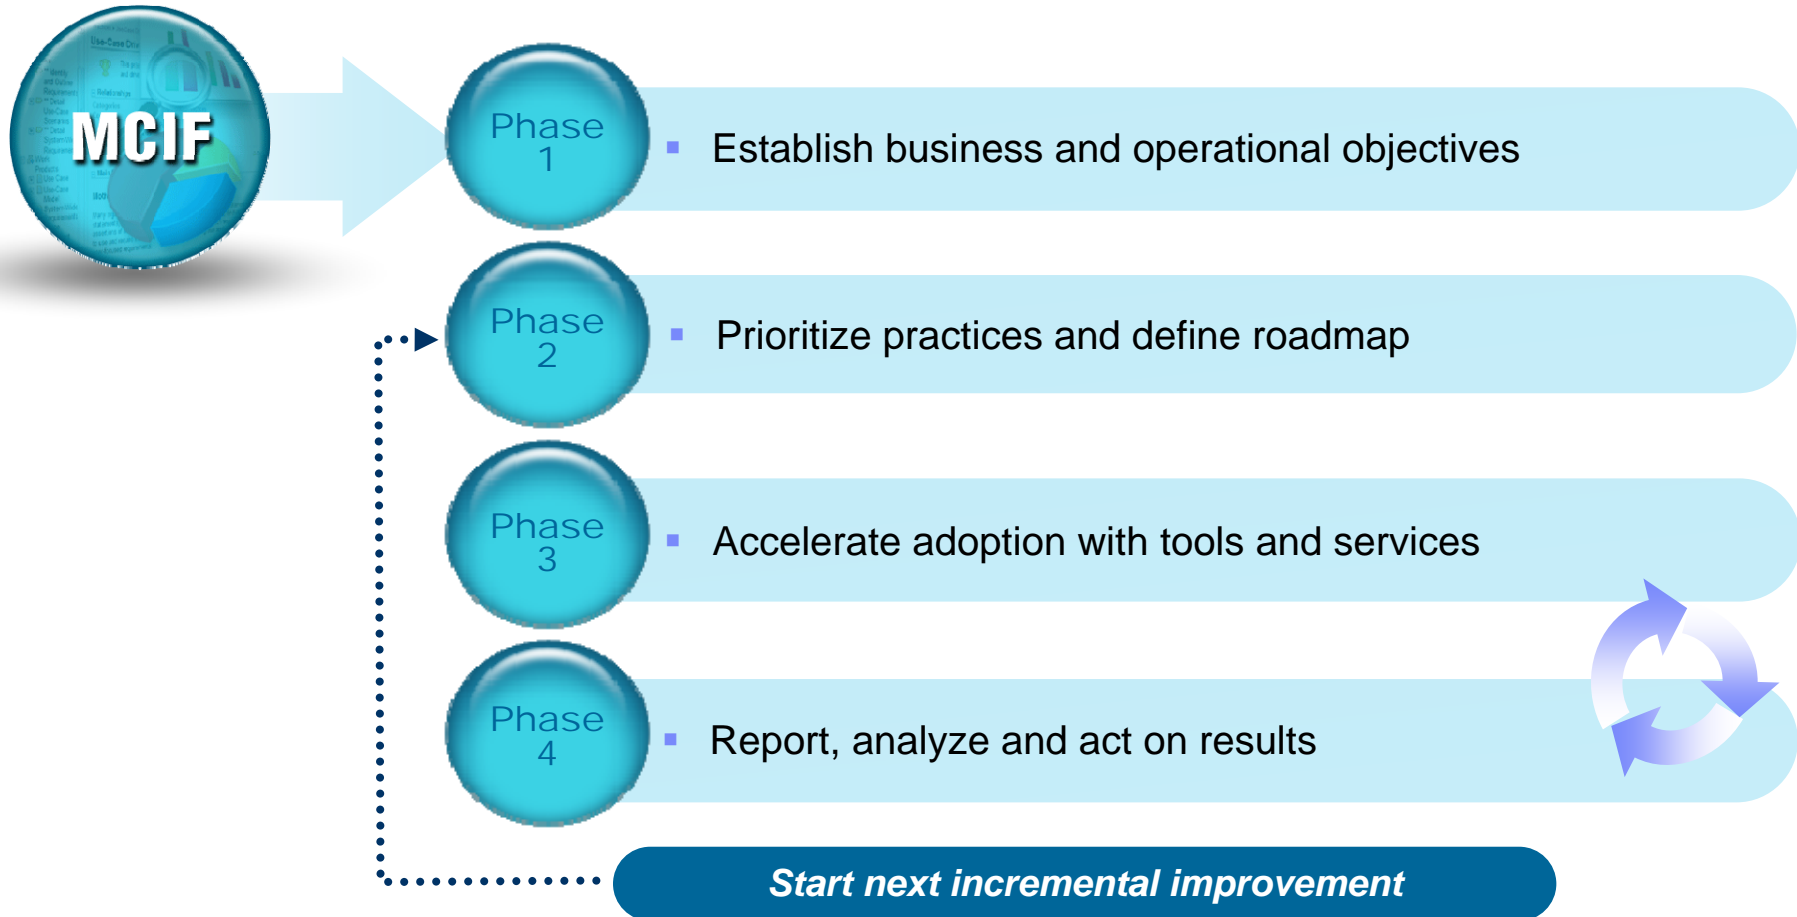 MCIF
Phase
1
Establish business and operational objectives
Phase
2
Prioritize practices and define roadmap
Phase
3
Accelerate adoption with tools and services
Phase
4
Report, analyze and act on results
Start next incremental improvement